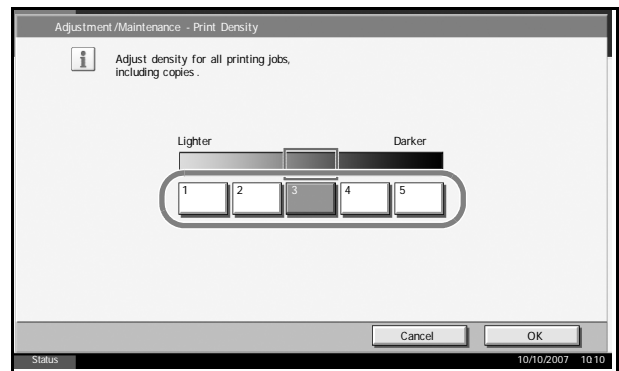 Adjustment/Maintenance - Print Density
i
Adjust density for all printing jobs,
including copies.
Lighter Darker
1 2 3 4 5
Cancel OK
Status 10/10/2007 10:10